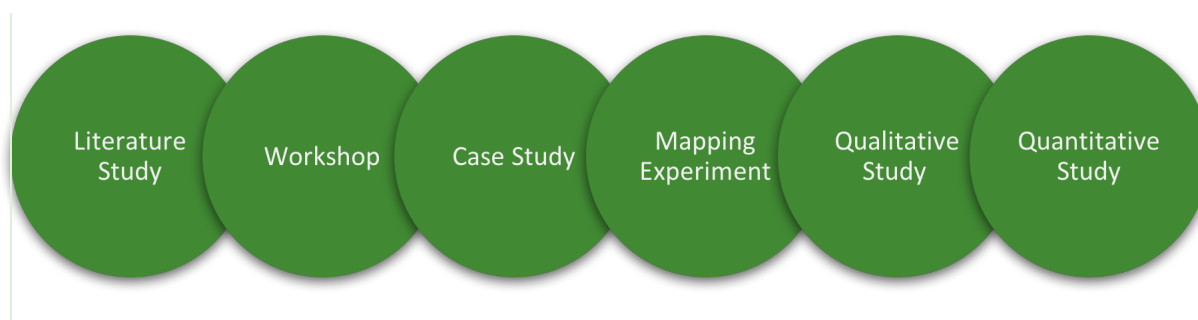 Literature
Study
Workshop
Case Study
Mapping
Experiment
Qualitative
Study
Quantitative
Study